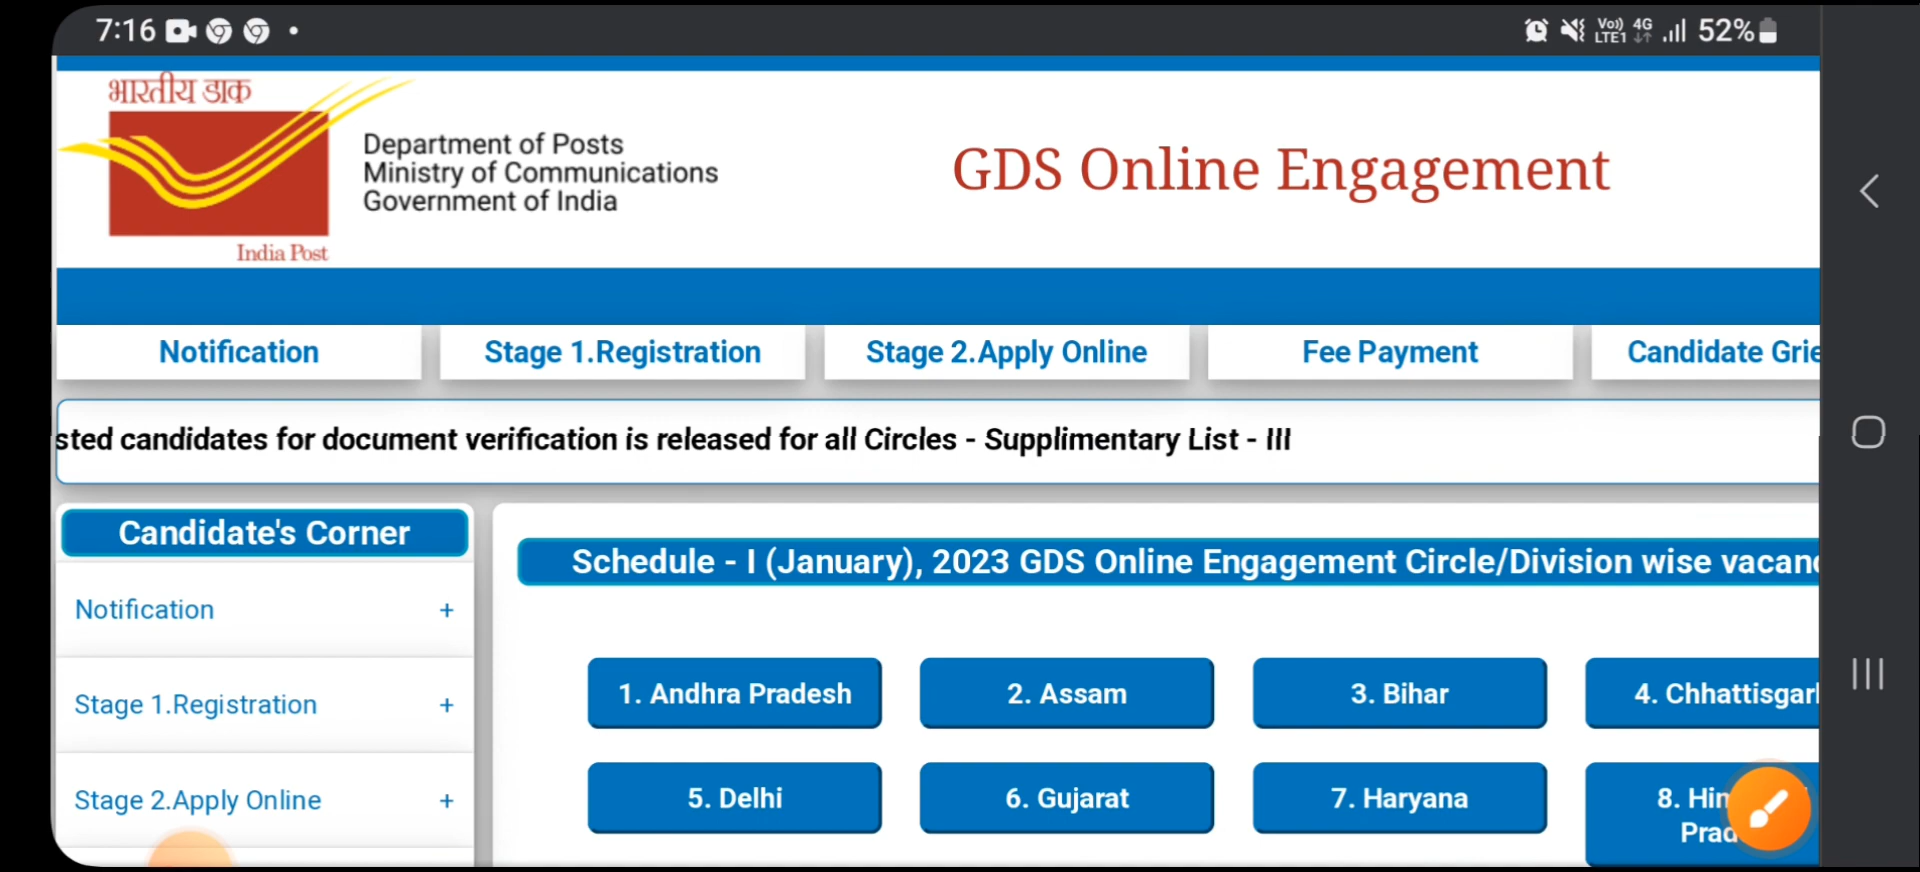 7:16
Vo)) 4G
LTE1
52%
भारतीय डाक
Department of Posts
Ministry of Communications
Government of India
India Post
GDS Online Engagement
Notification
Stage 1.Registration
Stage 2.Apply Online
Fee Payment
Candidate Grie
sted candidates for document verification is released for all Circles - Supplimentary List - III
Candidate's Corner
Notification +
Stage 1.Registration +
Stage 2.Apply Online +
Schedule - I (January), 2023 GDS Online Engagement Circle/Division wise vacan
1. Andhra Pradesh
2. Assam
3. Bihar
4. Chhattisgar
5. Delhi
6. Gujarat
7. Haryana
8. Hin
Prad